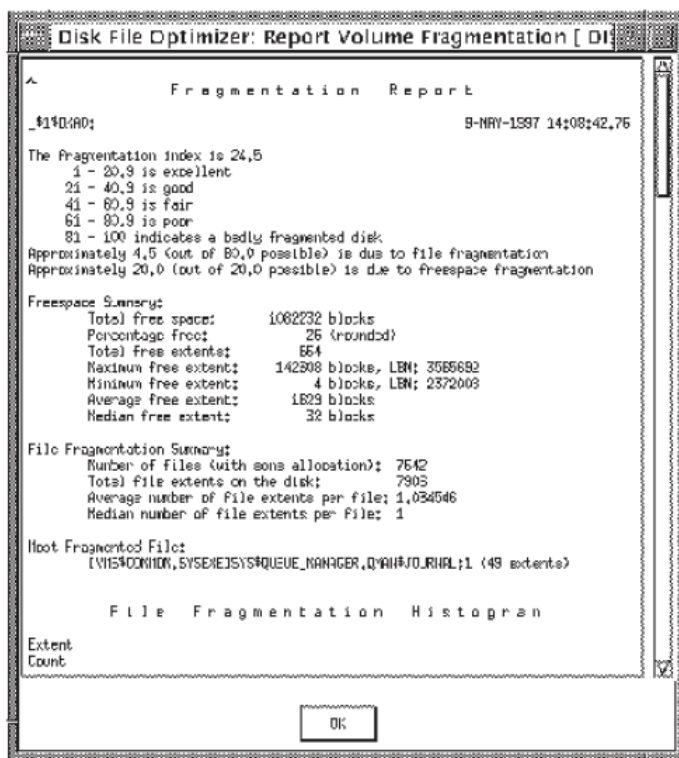 Disk File Optimizer: Report Volume Fragmentation [ DIS
Fragmentation Report
_$1$DKA0: 9-MAY-1997 14:08:42.76
The fragmentation index is 24.5
1 - 20.9 is excellent
21 - 40.9 is good
41 - 60.9 is fair
61 - 80.9 is poor
81 - 100 indicates a badly fragmented disk
Approximately 4.5 (out of 80.0 possible) is due to file fragmentation
Approximately 20.0 (out of 20.0 possible) is due to freespace fragmentation
Freespace Summary:
Total free space: 1082232 blocks
Percentage free: 26 (rounded)
Total free extents: 664
Maximum free extent: 142308 blocks, LBN: 3565692
Minimum free extent: 4 blocks, LBN: 2372003
Average free extent: 1629 blocks
Median free extent: 32 blocks
File Fragmentation Summary:
Number of files (with some allocation): 7642
Total file extents on the disk: 7903
Average number of file extents per file: 1.034546
Median number of file extents per file: 1
Most Fragmented File:
[VMS$COMMON.SYSEXE]SYS$QUEUE_MANAGER.QMAN$JOURNAL;1 (49 extents)
File Fragmentation Histogram
Extent
Count
OK